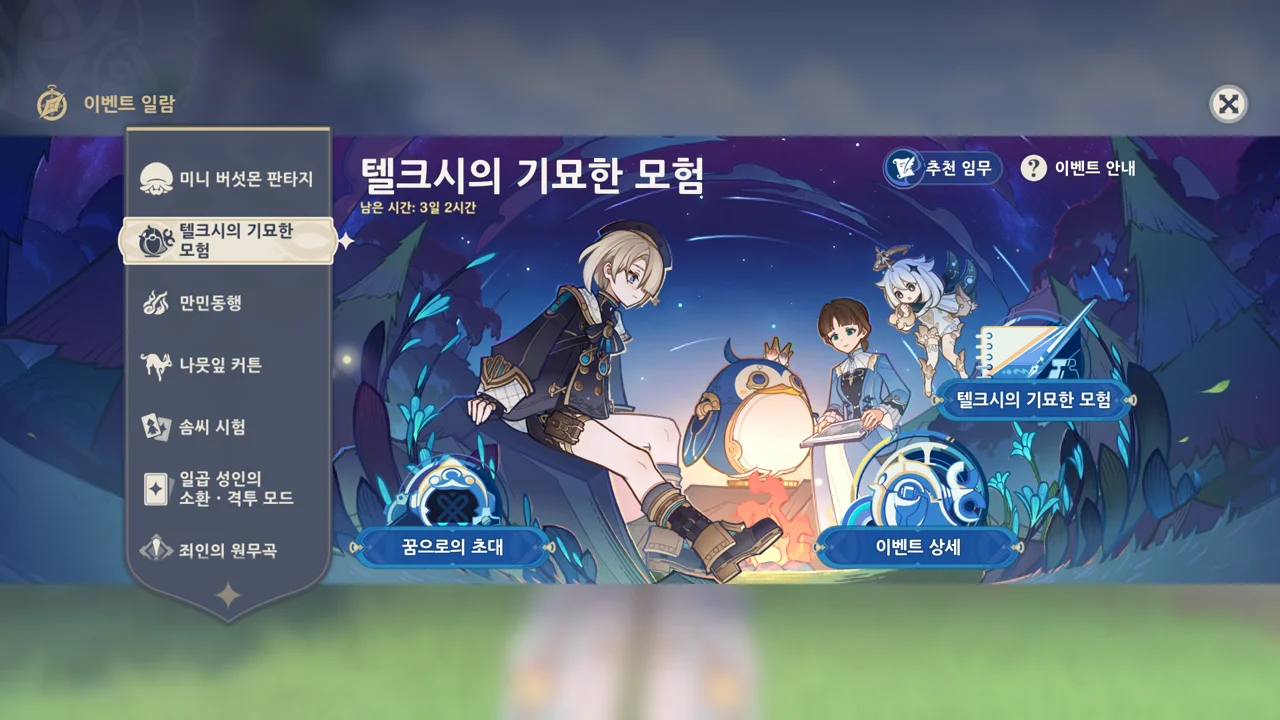 이벤트 일람
미니 버섯몬 판타지
텔크시의 기묘한
모험
만민동행
나뭇잎 커튼
솜씨 시험
일곱 성인의
소환 · 격투 모드
죄인의 원무곡
텔크시의 기묘한 모험
남은 시간: 3일 2시간
추천 임무
? 이벤트 안내
텔크시의 기묘한 모험
꿈으로의 초대
이벤트 상세